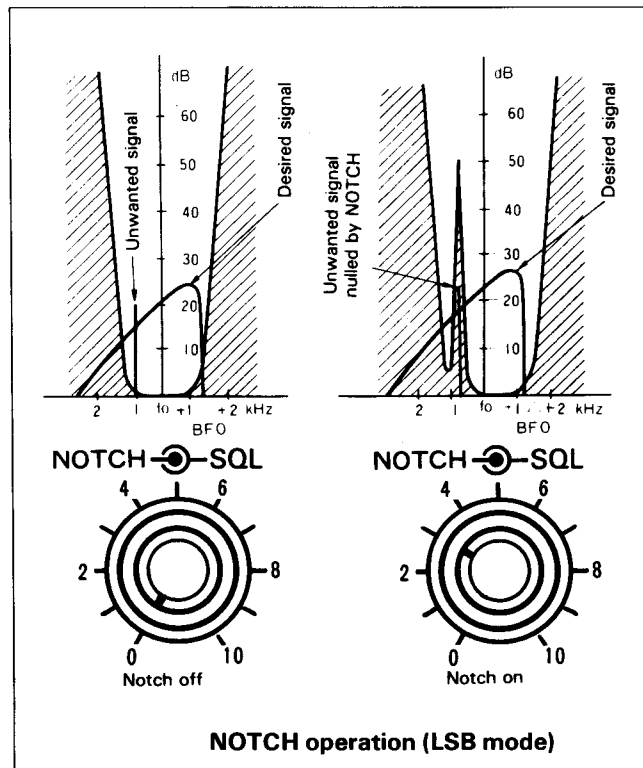 dB
60
50
40
30
20
10
Unwanted signal
Desired signal
2 1 fo +1 +2 kHz
BFO
NOTCH SQL
4 6
2 8
0 10
Notch off
dB
60
50
40
30
20
10
Unwanted signal
nulled by NOTCH
Desired signal
2 1 fo +1 +2 kHz
BFO
NOTCH SQL
4 6
2 8
0 10
Notch on
NOTCH operation (LSB mode)